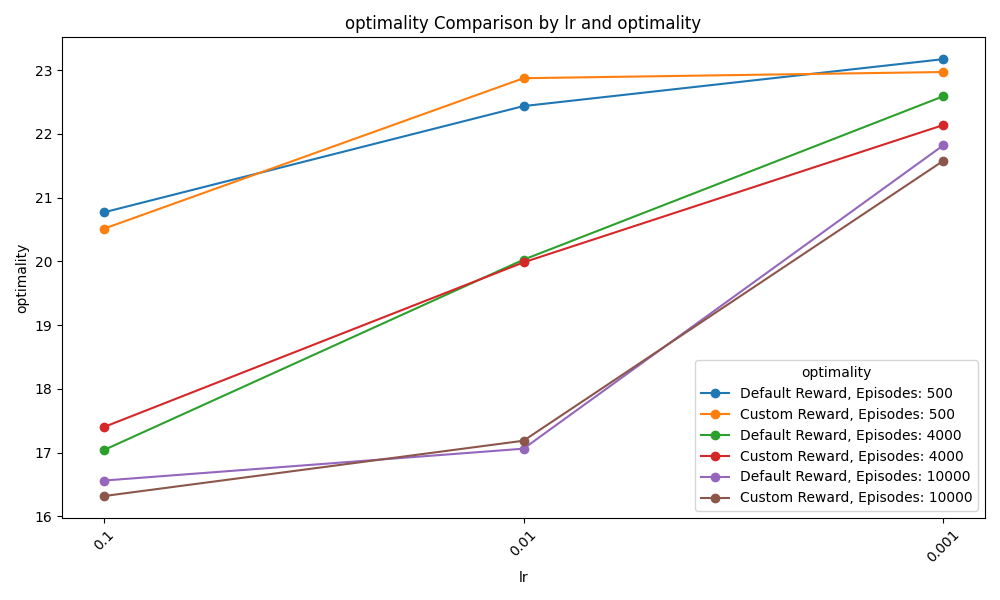 optimality Comparison by lr and optimality
optimality
23
22
21
20
19
18
17
16
0.1
0.01
0.001
lr
optimality
Default Reward, Episodes: 500
Custom Reward, Episodes: 500
Default Reward, Episodes: 4000
Custom Reward, Episodes: 4000
Default Reward, Episodes: 10000
Custom Reward, Episodes: 10000